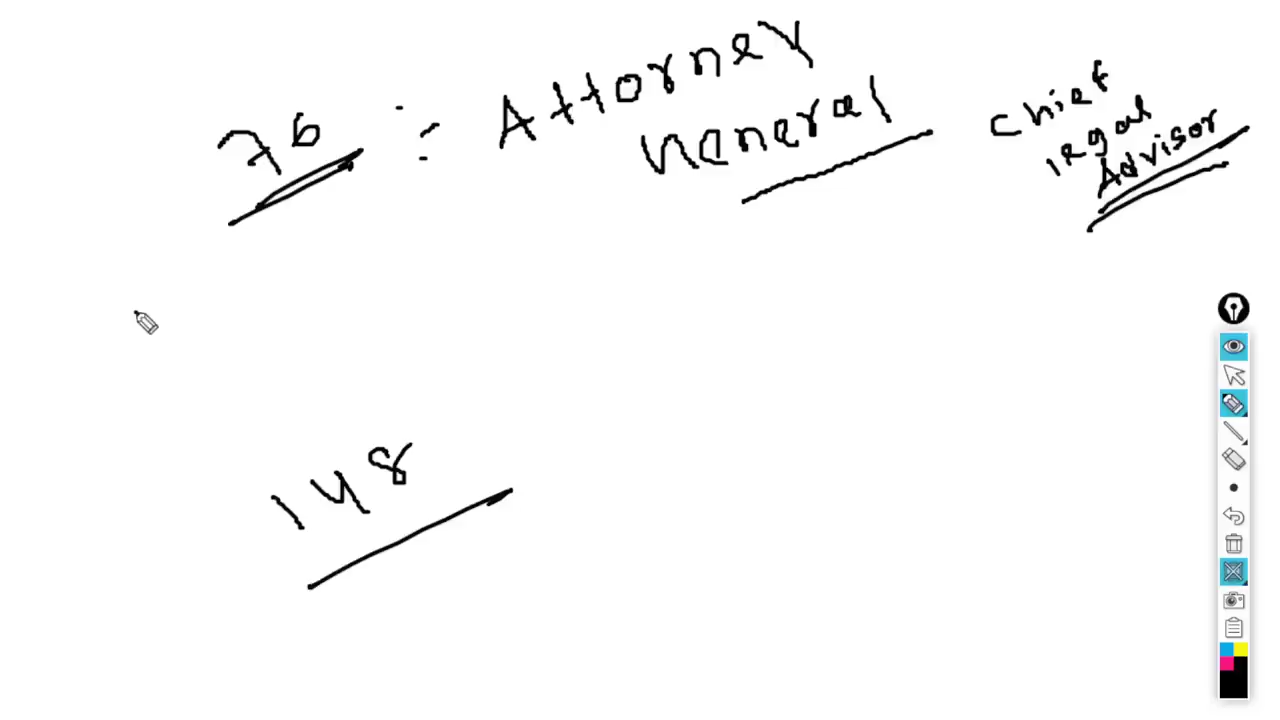 76 :- Attorney
General
Chief
legal
Advisor
148